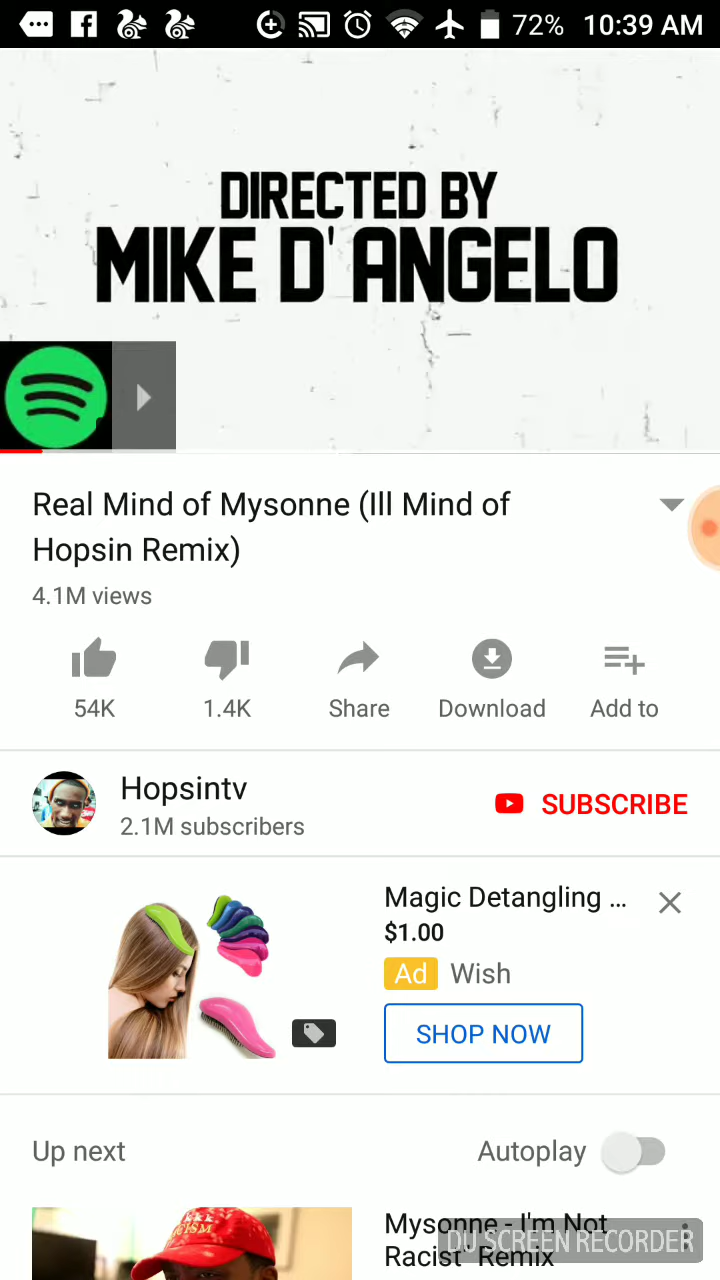 72% 10:39 AM
DIRECTED BY
MIKE D'ANGELO
Real Mind of Mysonne (Ill Mind of
Hopsin Remix)
4.1M views
54K 1.4K Share Download Add to
Hopsintv
2.1M subscribers
SUBSCRIBE
Magic Detangling ...
$1.00
Ad Wish
SHOP NOW
Up next Autoplay
Mysonne - I'm Not
Racist" Remix
DU SCREEN RECORDER